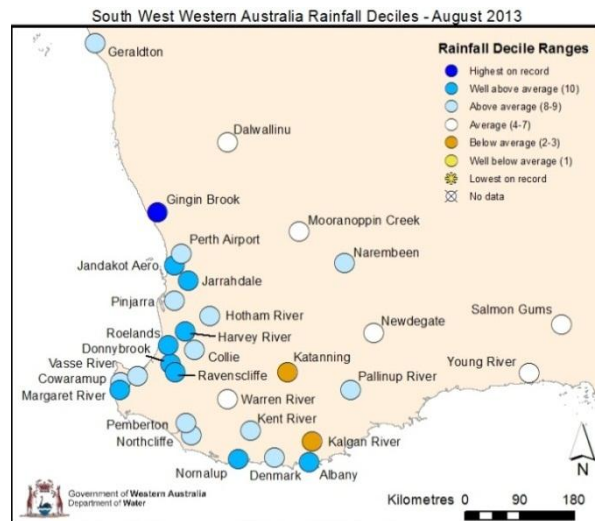 South West Western Australia Rainfall Deciles - August 2013
Geraldton
Rainfall Decile Ranges
Highest on record
Well above average (10)
Above average (8-9)
Average (4-7)
Below average (2-3)
Well below average (1)
Lowest on record
No data
Dalwallinu
Gingin Brook
Mooranoppin Creek
Perth Airport
Narembeen
Jandakot Aero
Jarrahdale
Pinjarra
Hotham River
Salmon Gums
Roelands
Harvey River
Newdegate
Donnybrook
Collie
Katanning
Vasse River
Young River
Cowaramup
Ravenscliffe
Pallinup River
Margaret River
Warren River
Pemberton
Kent River
Northcliffe
Kalgan River
Nornalup
Denmark
Albany
N
Government of Western Australia
Department of Water
Kilometres 0 90 180